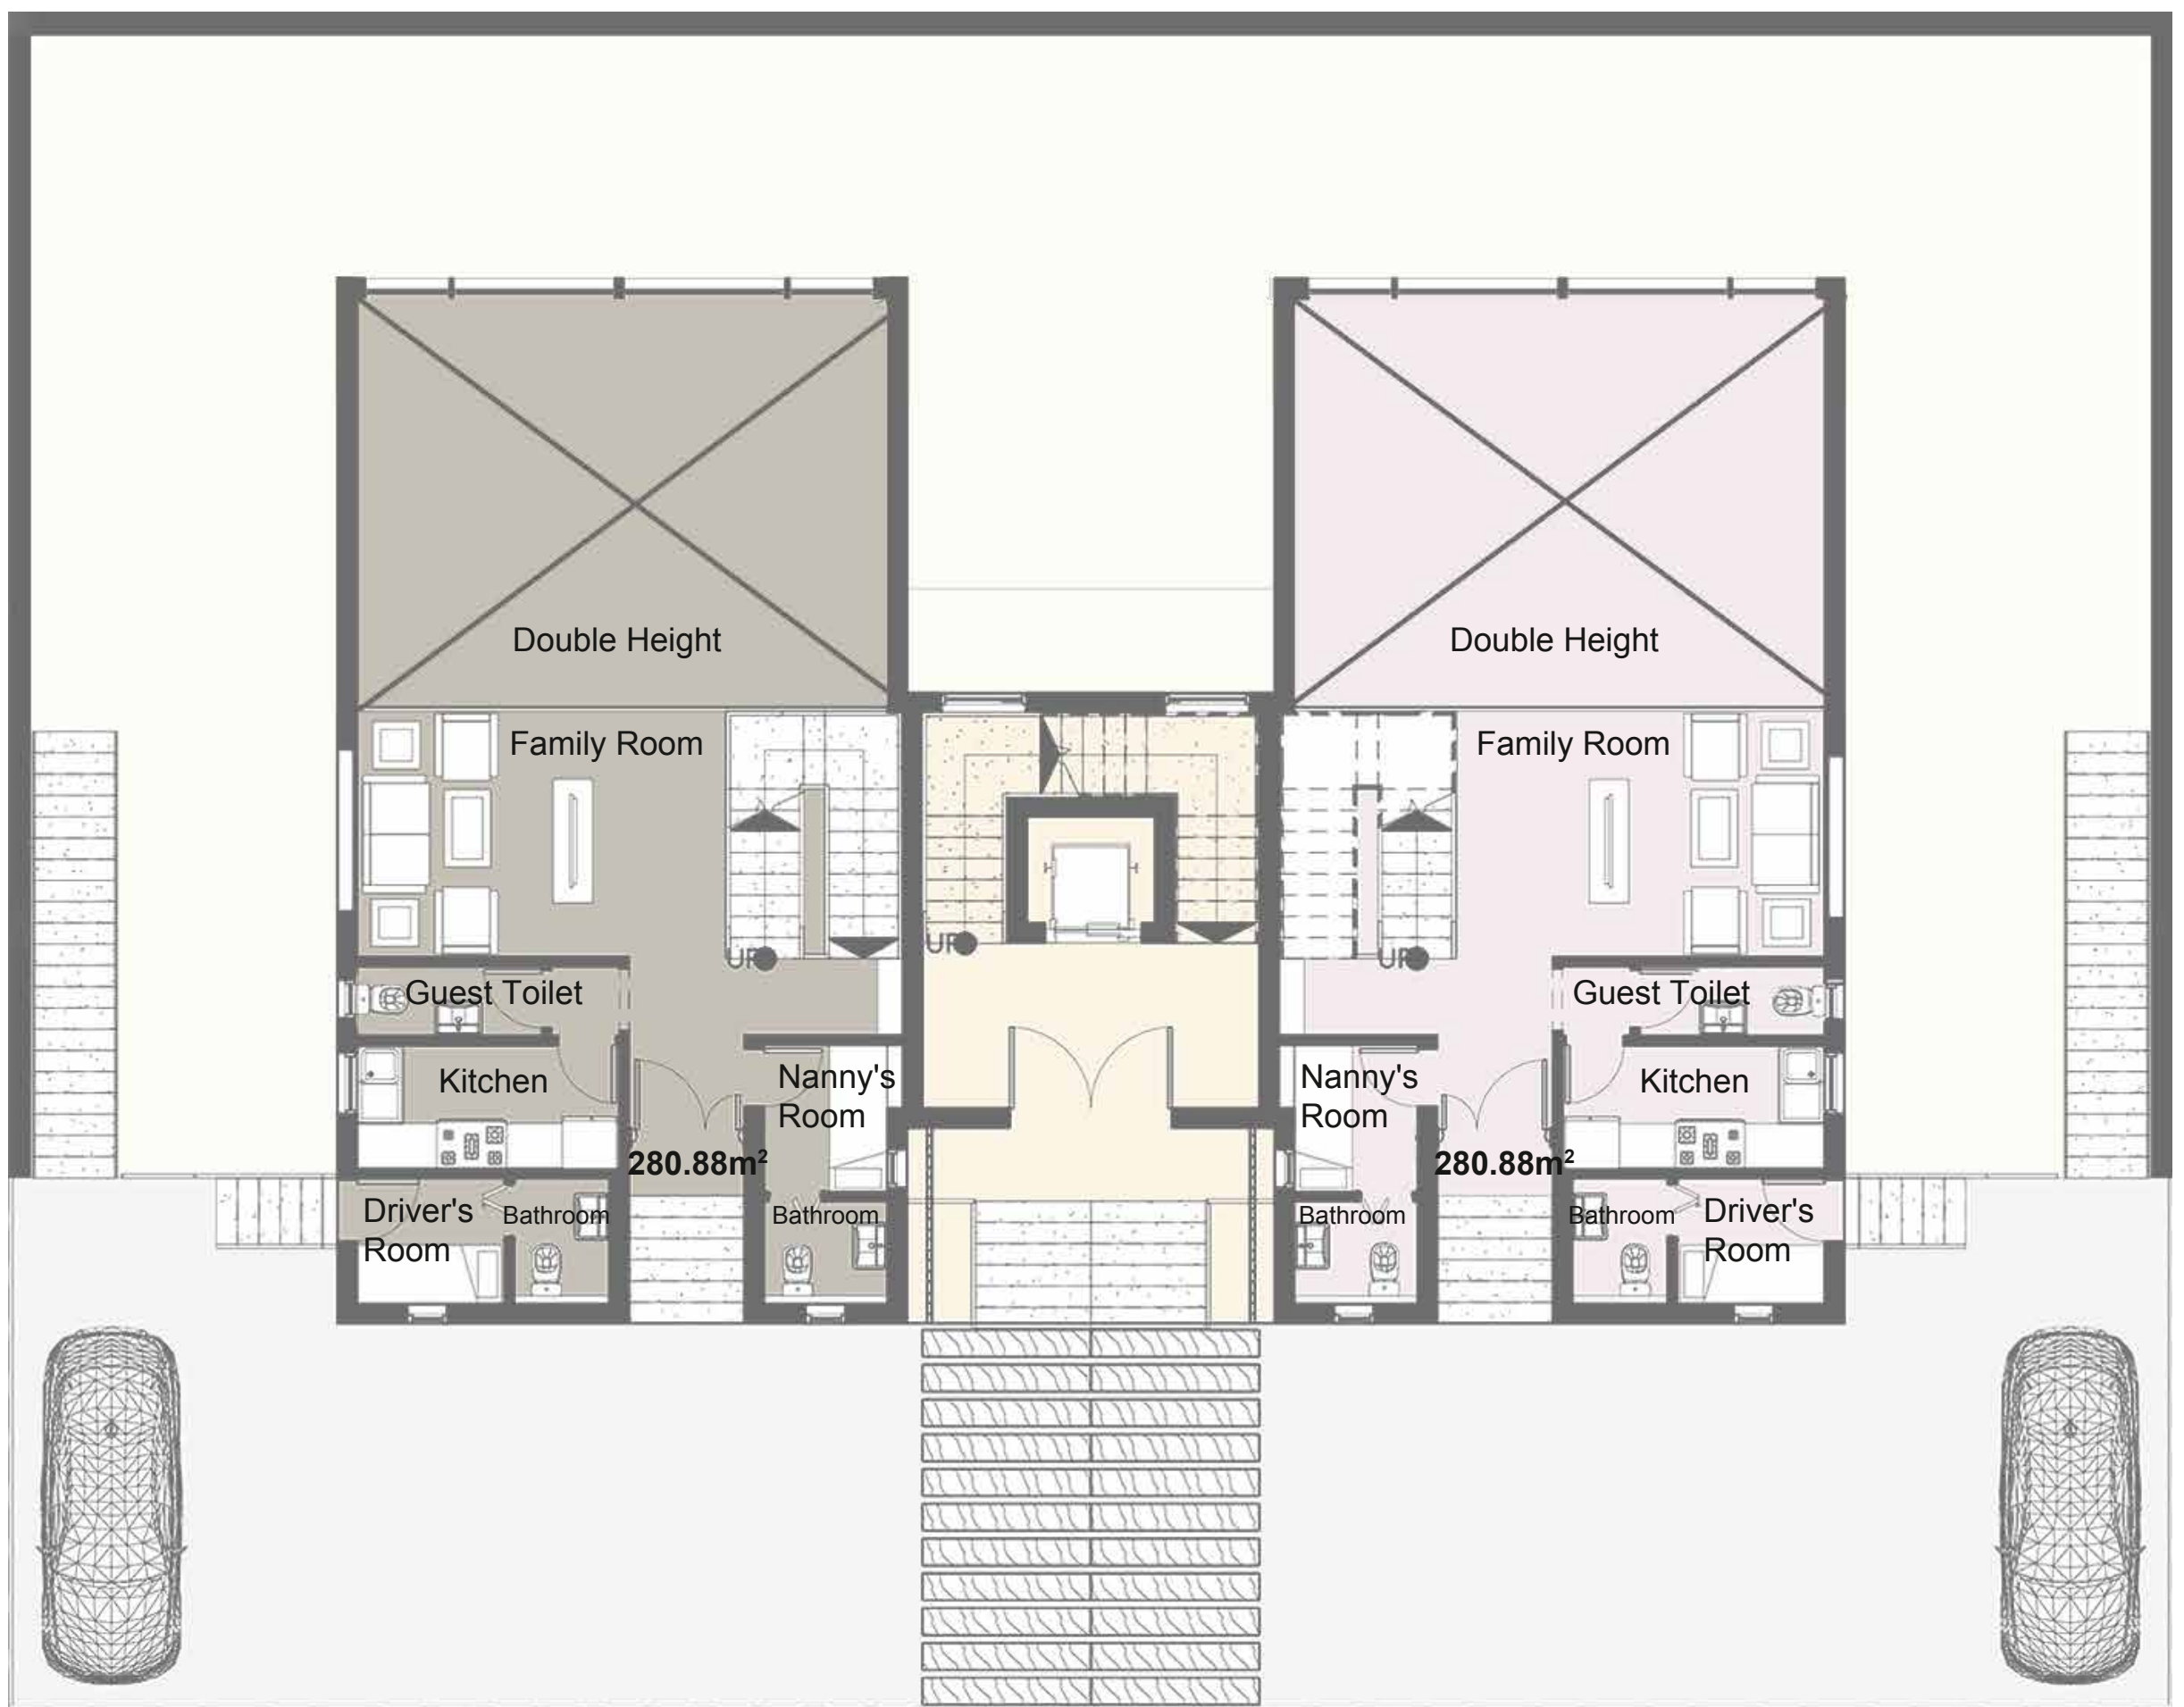 Double Height
Double Height
Family Room
Family Room
UP
UP
UP
Guest Toilet
Guest Toilet
Kitchen
Nanny's
Room
Nanny's
Room
Kitchen
280.88m²
280.88m²
Driver's
Room
Bathroom
Bathroom
Bathroom
Bathroom
Driver's
Room